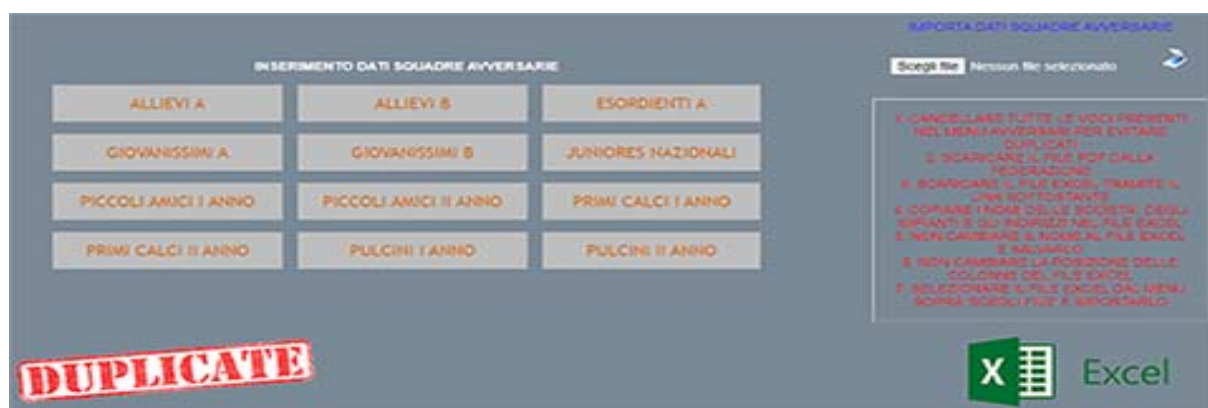 IMPORTA DATI SQUADRE AVVERSARIE
INSERIMENTO DATI SQUADRE AVVERSARIE
Scegli file Nessun file selezionato
ALLIEVI A
ALLIEVI B
ESORDIENTI A
GIOVANISSIMI A
GIOVANISSIMI B
JUNIORES NAZIONALI
PICCOLI AMICI I ANNO
PICCOLI AMICI II ANNO
PRIMI CALCI I ANNO
PRIMI CALCI II ANNO
PULCINI I ANNO
PULCINI II ANNO
1. CANCELLARE TUTTE LE VOCI PRESENTI
NEL MENU AVVERSARI PER EVITARE
DUPLICATI
2. SCARICARE IL FILE PDF DALLA
FEDERAZIONE
3. SCARICARE IL FILE EXCEL TRAMITE IL
LINK SOTTOSTANTE
4. COPIARE I NOMI DELLE SOCIETA', DEGLI
IMPIANTI E GLI INDIRIZZI NEL FILE EXCEL
5. NON CAMBIARE IL NOME AL FILE EXCEL
E SALVARLO
6. NON CAMBIARE LA POSIZIONE DELLE
COLONNE DEL FILE EXCEL
7. SELEZIONARE IL FILE EXCEL DAL MENU
SOPRA SCEGLI FILE E IMPORTARLO
DUPLICATE
X Excel